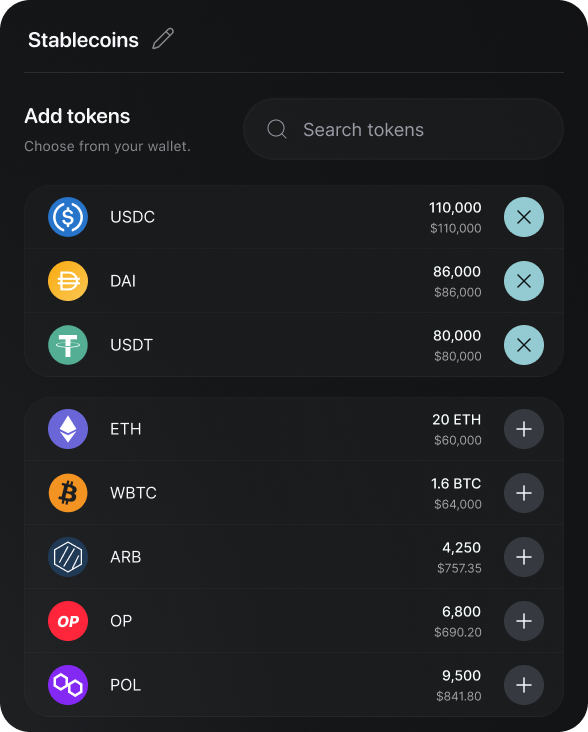 Stablecoins
Add tokens
Choose from your wallet.
Search tokens
USDC
110,000
$110,000
DAI
86,000
$86,000
USDT
80,000
$80,000
ETH
20 ETH
$60,000
WBTC
1.6 BTC
$64,000
ARB
4,250
$757.35
OP
OP
6,800
$690.20
POL
9,500
$841.80